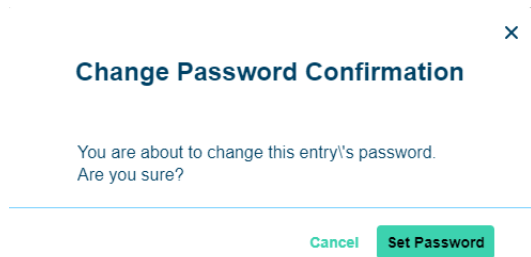 Change Password Confirmation
You are about to change this entry\'s password.
Are you sure?
Cancel Set Password